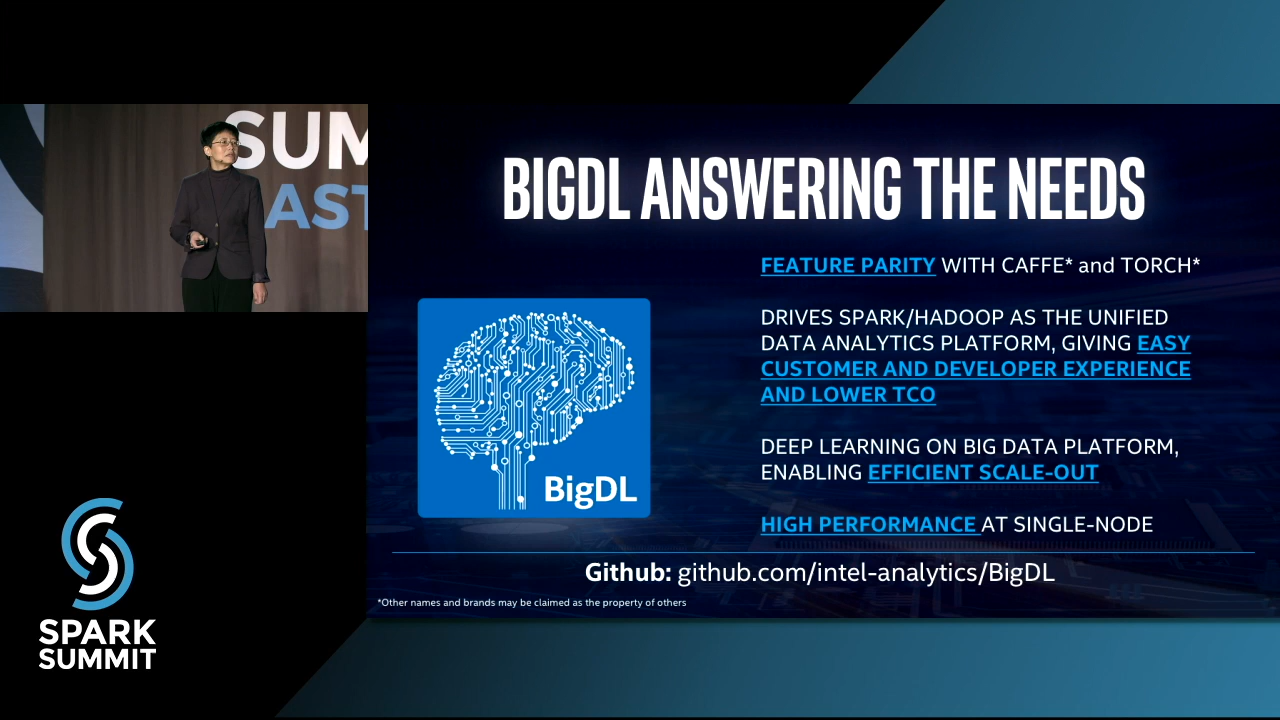 SUM
AST
BIGDL ANSWERING THE NEEDS
FEATURE PARITY WITH CAFFE* and TORCH*
DRIVES SPARK/HADOOP AS THE UNIFIED
DATA ANALYTICS PLATFORM, GIVING EASY
CUSTOMER AND DEVELOPER EXPERIENCE
AND LOWER TCO
DEEP LEARNING ON BIG DATA PLATFORM,
ENABLING EFFICIENT SCALE-OUT
HIGH PERFORMANCE AT SINGLE-NODE
BigDL
Github: github.com/intel-analytics/BigDL
*Other names and brands may be claimed as the property of others
SPARK
SUMMIT